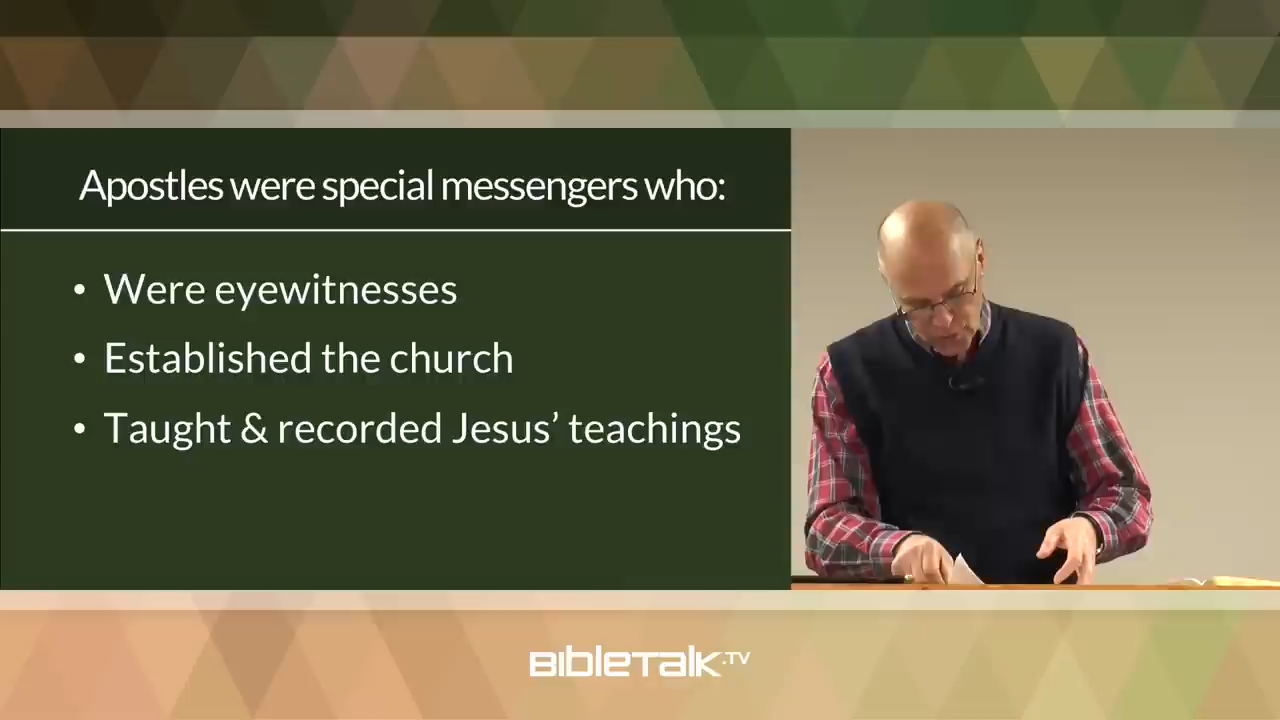 Apostles were special messengers who:
• Were eyewitnesses
• Established the church
• Taught & recorded Jesus’ teachings
BIBLETALK.TV